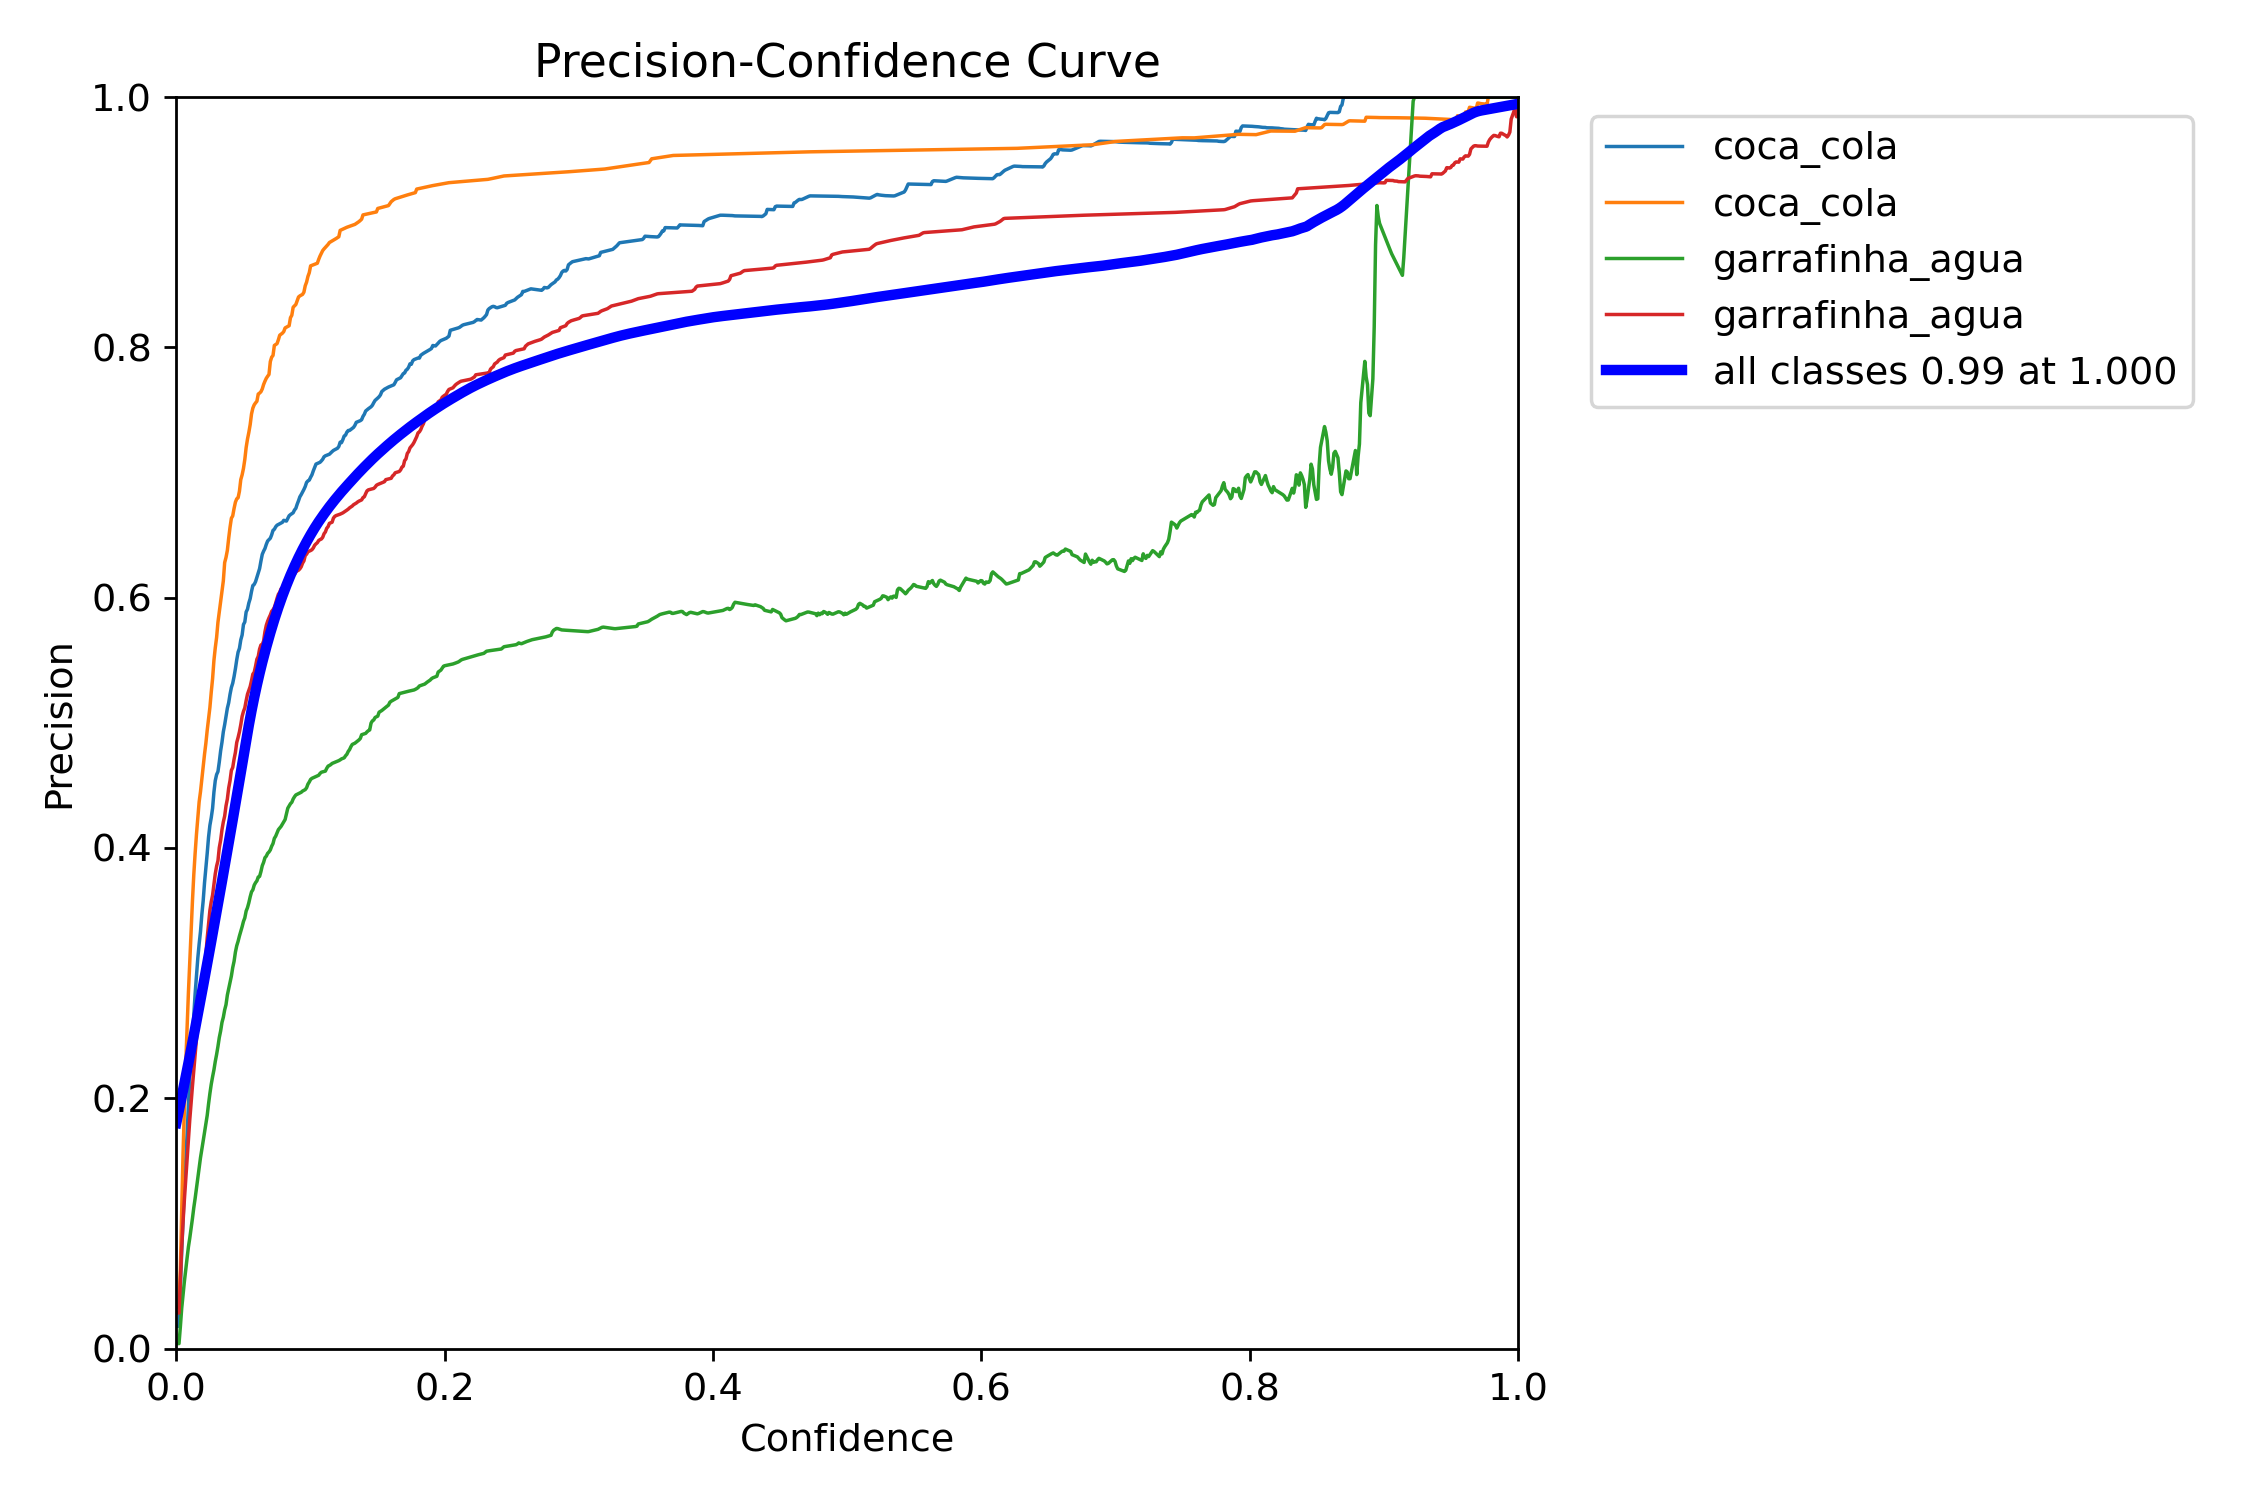 Precision-Confidence Curve
1.0
0.8
0.6
0.4
0.2
0.0
Precision
0.0 0.2 0.4 0.6 0.8 1.0
Confidence
coca_cola
coca_cola
garrafinha_agua
garrafinha_agua
all classes 0.99 at 1.000